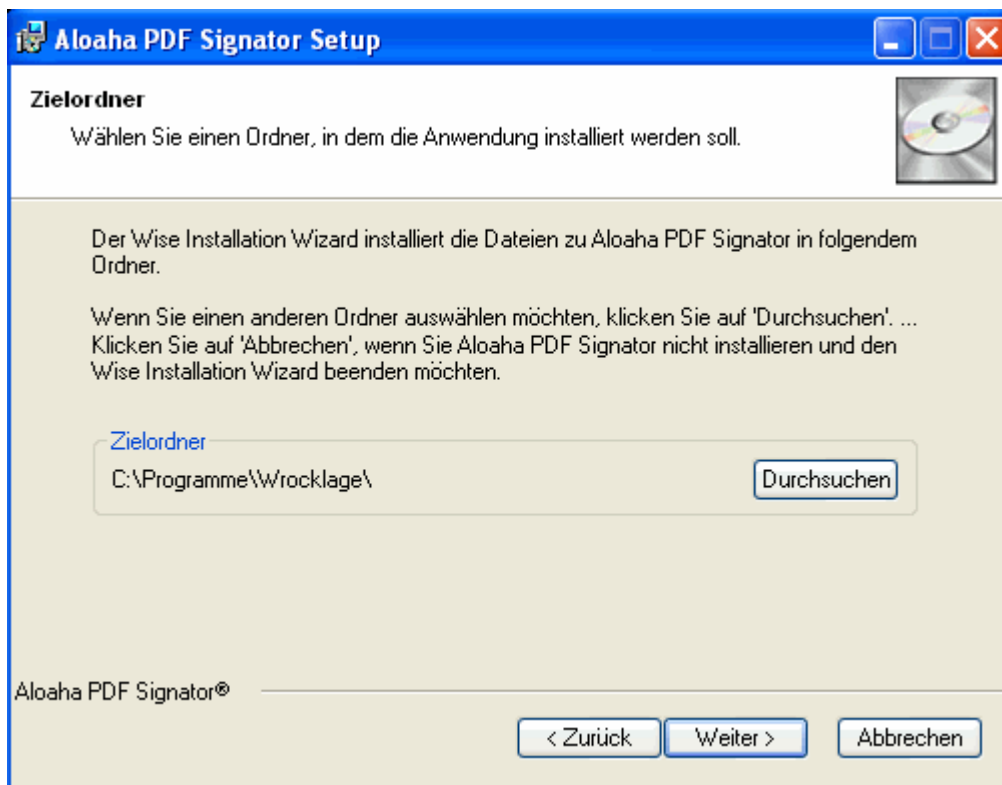 Aloaha PDF Signator Setup
Zielordner
Wählen Sie einen Ordner, in dem die Anwendung installiert werden soll.
Der Wise Installation Wizard installiert die Dateien zu Aloaha PDF Signator in folgendem
Ordner.
Wenn Sie einen anderen Ordner auswählen möchten, klicken Sie auf 'Durchsuchen'. ...
Klicken Sie auf 'Abbrechen', wenn Sie Aloaha PDF Signator nicht installieren und den
Wise Installation Wizard beenden möchten.
Zielordner
C:\Programme\Wrocklage\
Durchsuchen
Aloaha PDF Signator®
< Zurück
Weiter >
Abbrechen